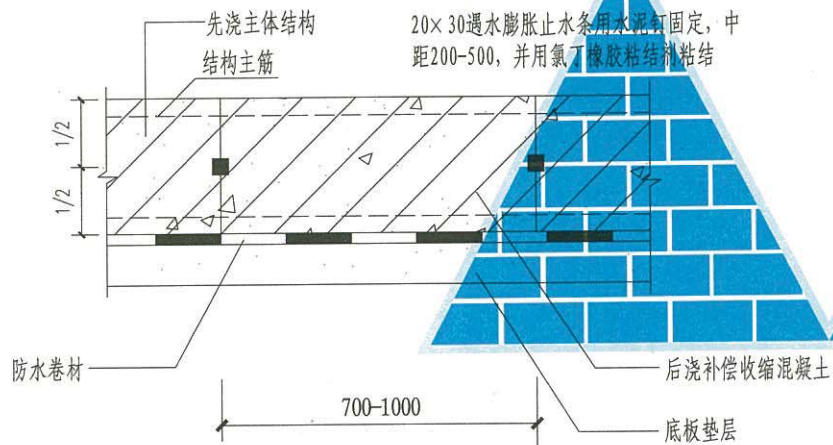 先浇主体结构
结构主筋
20×30遇水膨胀止水条用水泥钉固定，中
距200-500，并用氯丁橡胶粘结剂粘结
1/2
1/2
防水卷材
后浇补偿收缩混凝土
700-1000
底板垫层